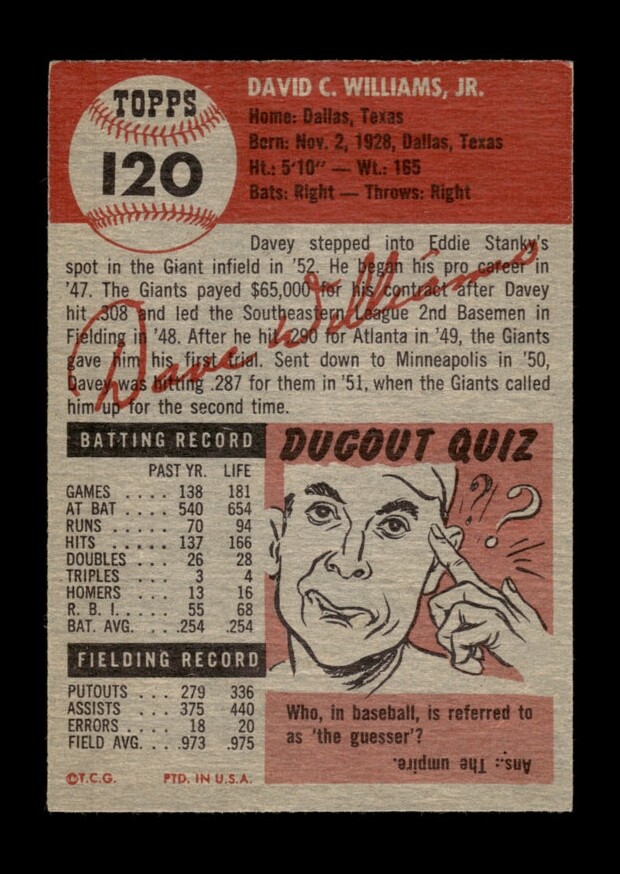 TOPPS
120
DAVID C. WILLIAMS, JR.
Home: Dallas, Texas
Born: Nov. 2, 1928, Dallas, Texas
Ht.: 5'10" — Wt.: 165
Bats: Right — Throws: Right
Davey stepped into Eddie Stanky's
spot in the Giant infield in '52. He began his pro career in
'47. The Giants payed $65,000 for his contract after Davey
hit .308 and led the Southeastern League 2nd Basemen in
Fielding in '48. After he hit .290 for Atlanta in '49, the Giants
gave him his first trial. Sent down to Minneapolis in '50,
Davey was hitting .287 for them in '51, when the Giants called
him up for the second time.
Dave Williams
BATTING RECORD
PAST YR. LIFE
GAMES .... 138 181
AT BAT .... 540 654
RUNS ..... 70 94
HITS ..... 137 166
DOUBLES ... 26 28
TRIPLES ... 3 4
HOMERS ... 13 16
R. B. I. .... 55 68
BAT. AVG. ... .254 .254
FIELDING RECORD
PUTOUTS ... 279 336
ASSISTS ... 375 440
ERRORS .... 18 20
FIELD AVG. ... .973 .975
©T.C.G. PTD. IN U.S.A.
DUGOUT QUIZ
? ? ?
Who, in baseball, is referred to
as 'the guesser'?
Ans.: The umpire.